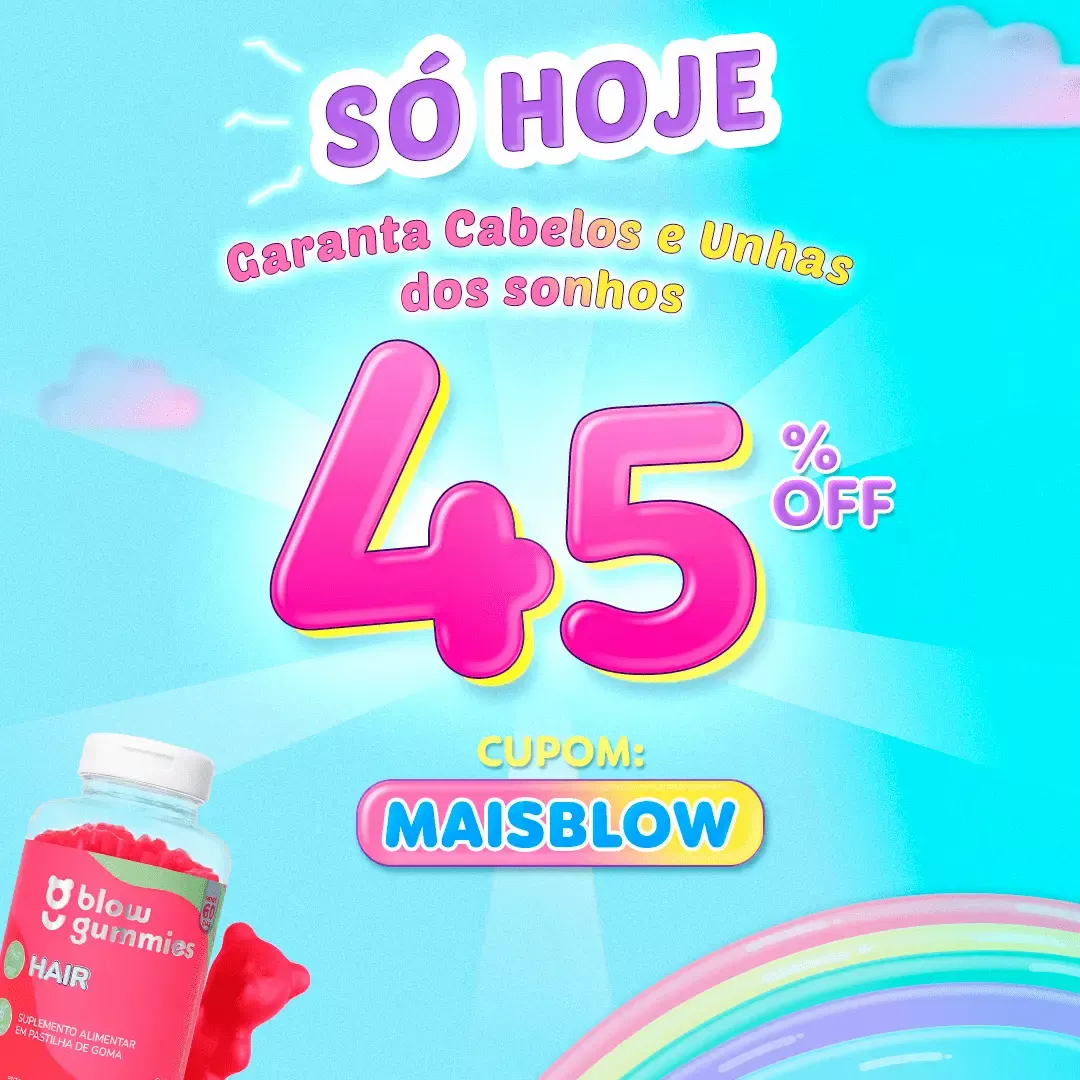 SÓ HOJE
Garanta Cabelos e Unhas
dos sonhos
45
%
OFF
CUPOM:
MAISBLOW
blow
gummies
HAIR
SUPLEMENTO ALIMENTAR
EM PASTILHA DE GOMA